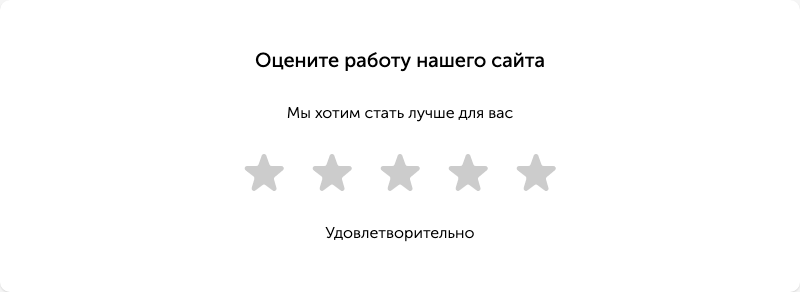 Оцените работу нашего сайта
Мы хотим стать лучше для вас
Удовлетворительно